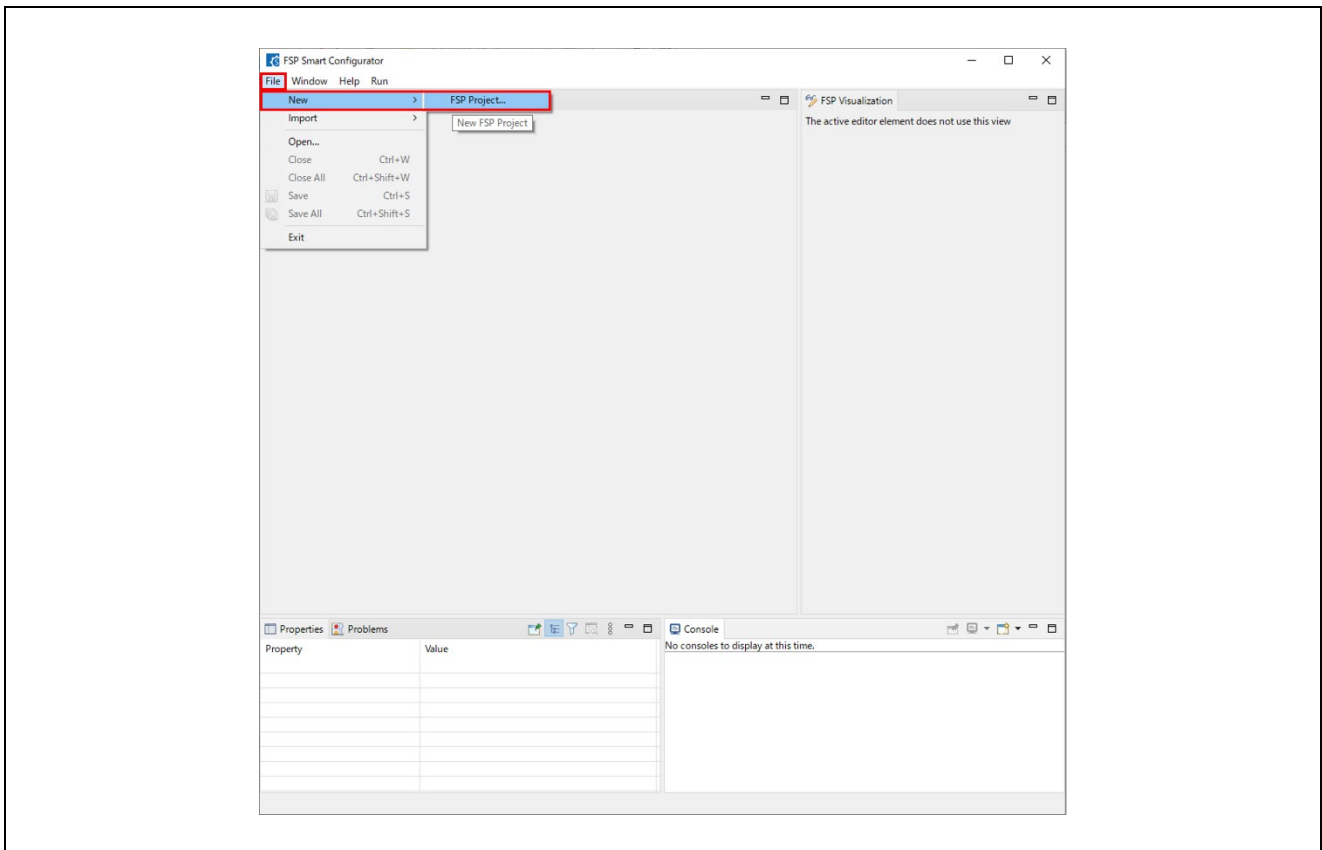 FSP Smart Configurator
File Window Help Run
New > FSP Project...
New FSP Project
Import >
Open...
Close Ctrl+W
Close All Ctrl+Shift+W
Save Ctrl+S
Save All Ctrl+Shift+S
Exit
FSP Visualization
The active editor element does not use this view
Properties Problems
Property Value
Console
No consoles to display at this time.